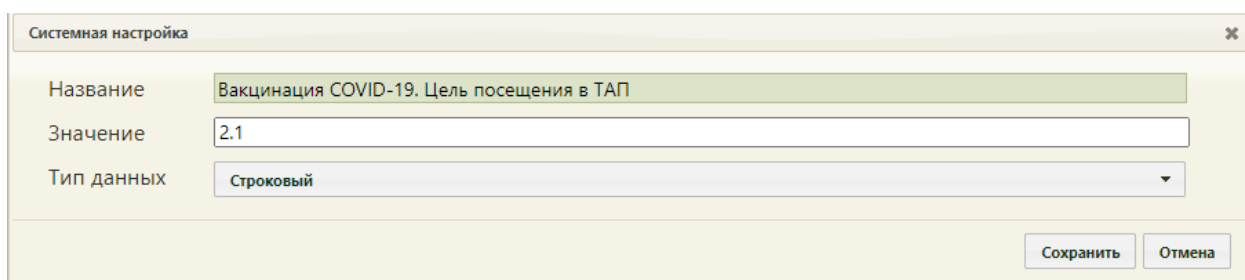 Системная настройка
Название Вакцинация COVID-19. Цель посещения в ТАП
Значение 2.1
Тип данных Строковый
Сохранить Отмена